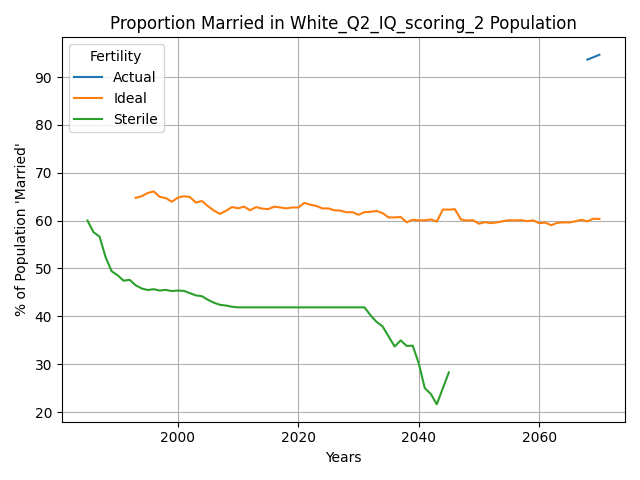 Proportion Married in White_Q2_IQ_scoring_2 Population
Fertility
Actual
Ideal
Sterile
% of Population 'Married'
90
80
70
60
50
40
30
20
2000
2020
2040
2060
Years